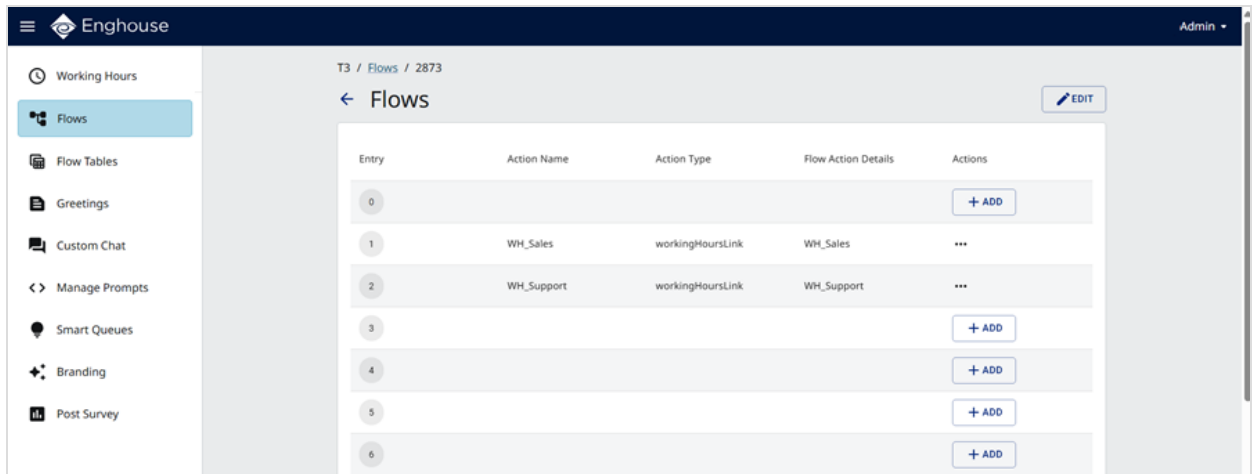 Enghouse
Admin
Working Hours
Flows
Flow Tables
Greetings
Custom Chat
Manage Prompts
Smart Queues
Branding
Post Survey
T3 / Flows / 2873
Flows
EDIT
Entry Action Name Action Type Flow Action Details Actions
0 + ADD
1 WH_Sales workingHoursLink WH_Sales •••
2 WH_Support workingHoursLink WH_Support •••
3 + ADD
4 + ADD
5 + ADD
6 + ADD